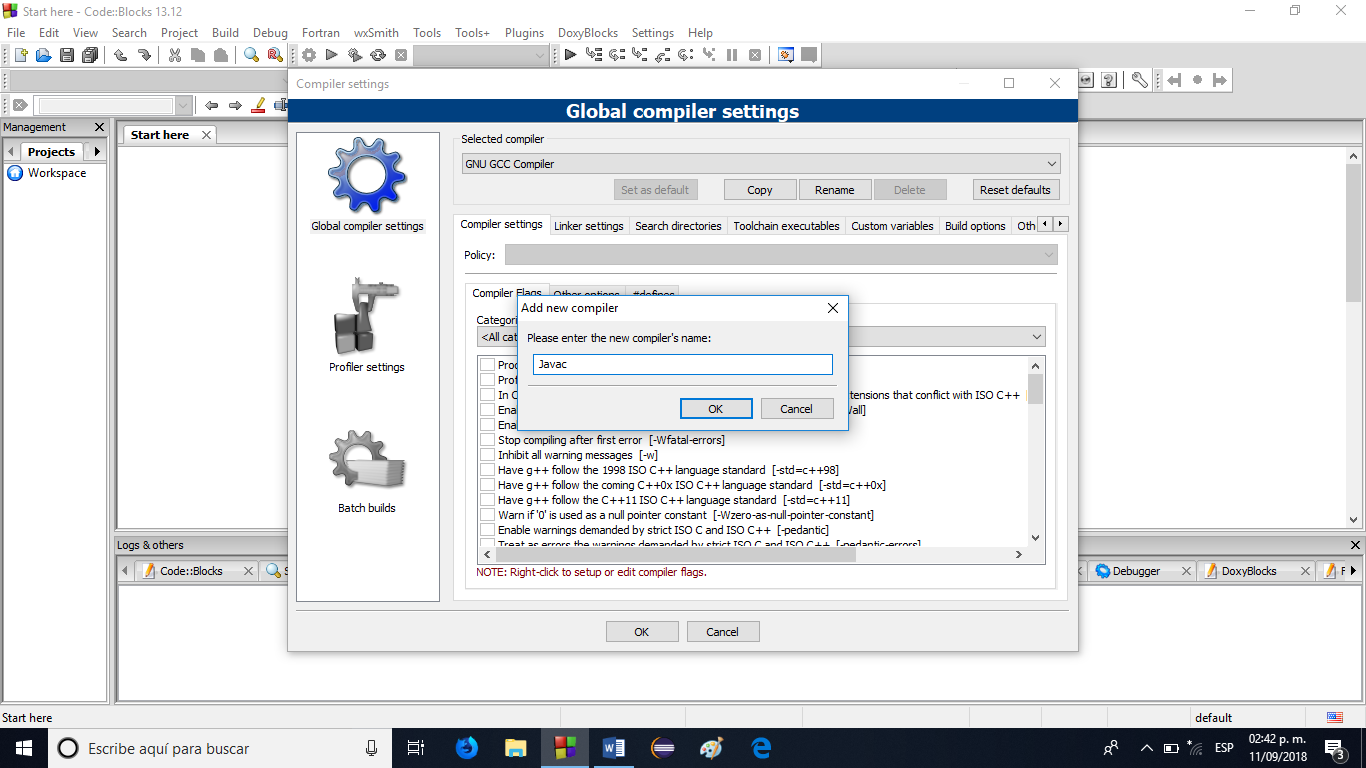 Start here - Code::Blocks 13.12
File Edit View Search Project Build Debug Fortran wxSmith Tools Tools+ Plugins DoxyBlocks Settings Help
Compiler settings
Global compiler settings
Management
Projects
Workspace
Start here
Global compiler settings
Profiler settings
Batch builds
Selected compiler
GNU GCC Compiler
Set as default Copy Rename Delete Reset defaults
Compiler settings Linker settings Search directories Toolchain executables Custom variables Build options Oth
Policy:
Compiler Flags Other options #defines
Categori
<All cat
Add new compiler
Please enter the new compiler's name:
Javac
OK Cancel
Proc
Prof
In C tensions that conflict with ISO C++
Ena all]
Ena
Stop compiling after first error [-Wfatal-errors]
Inhibit all warning messages [-w]
Have g++ follow the 1998 ISO C++ language standard [-std=c++98]
Have g++ follow the coming C++0x ISO C++ language standard [-std=c++0x]
Have g++ follow the C++11 ISO C++ language standard [-std=c++11]
Warn if '0' is used as a null pointer constant [-Wzero-as-null-pointer-constant]
Enable warnings demanded by strict ISO C and ISO C++ [-pedantic]
Treat as errors the warnings demanded by strict ISO C and ISO C++ [-pedantic-errors]
NOTE: Right-click to setup or edit compiler flags.
OK Cancel
Logs & others
Code::Blocks S Debugger DoxyBlocks F
Start here default
Escribe aquí para buscar
ESP
02:42 p. m.
11/09/2018
3